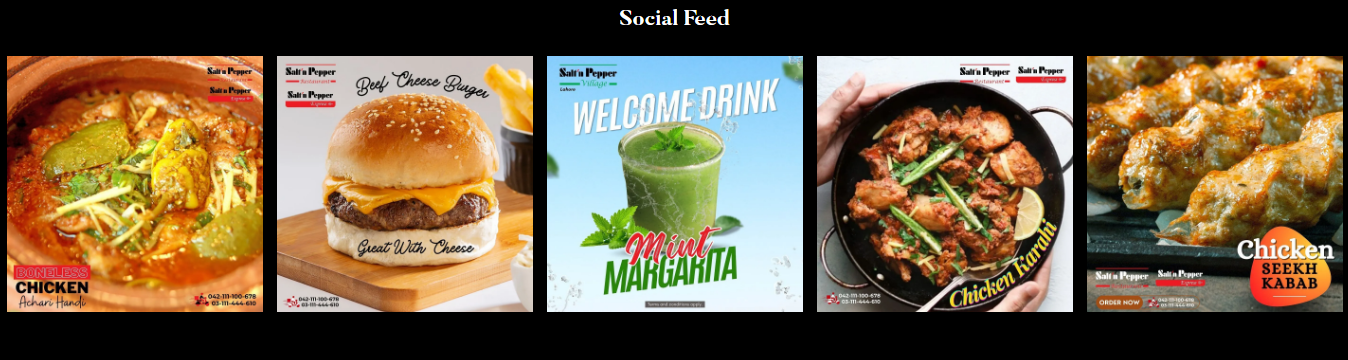 Social Feed
Salt'n Pepper
Restaurant
Salt'n Pepper
Express
BONELESS
CHICKEN
Achari Handi
042-111-100-678
03-111-444-610
Salt'n Pepper
Restaurant
Salt'n Pepper
Express
Beef Cheese Burger
Great With Cheese
042-111-100-678
03-111-444-610
Salt'n Pepper
Village
Lahore
WELCOME DRINK
Mint
MARGARITA
Terms and conditions apply
Salt'n Pepper
Restaurant
Salt'n Pepper
Express
Chicken Karahi
042-111-100-678
03-111-444-610
Chicken
SEEKH
KABAB
Salt'n Pepper
Restaurant
Salt'n Pepper
Express
ORDER NOW
042-111-100-678
03-111-444-610